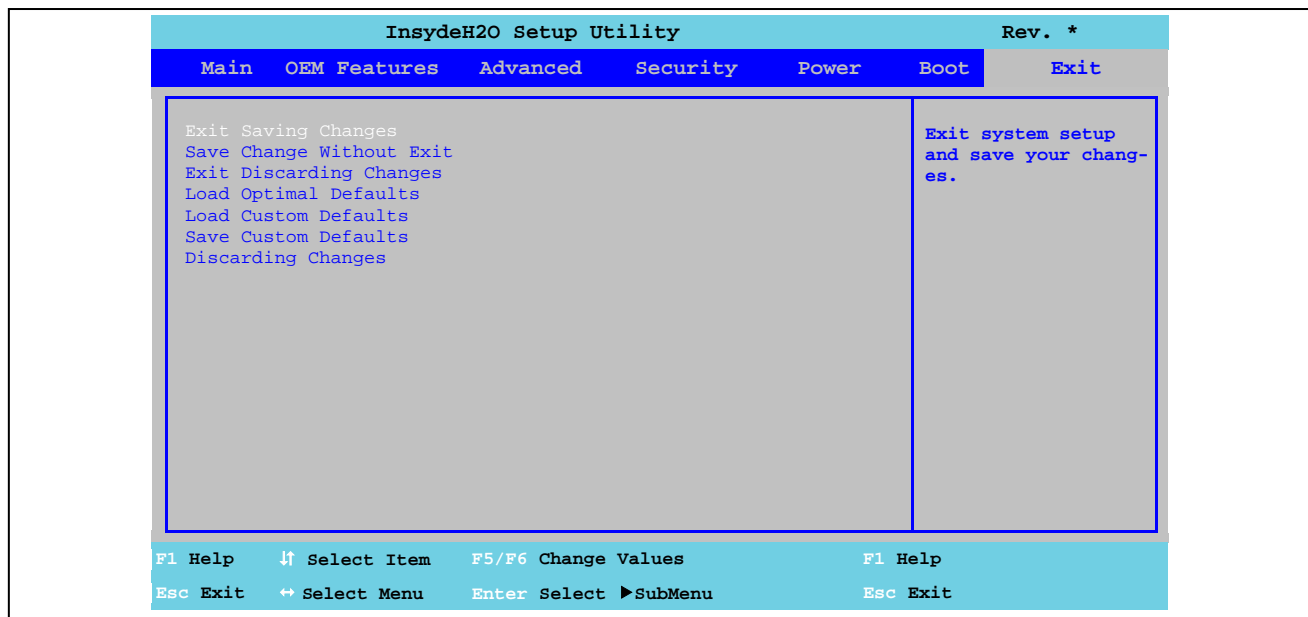 InsydeH2O Setup Utility Rev. *
Main OEM Features Advanced Security Power Boot Exit
Exit Saving Changes
Save Change Without Exit
Exit Discarding Changes
Load Optimal Defaults
Load Custom Defaults
Save Custom Defaults
Discarding Changes
Exit system setup
and save your chang-
es.
F1 Help ↓↑ Select Item F5/F6 Change Values F1 Help
Esc Exit ↔ Select Menu Enter Select ▶SubMenu Esc Exit